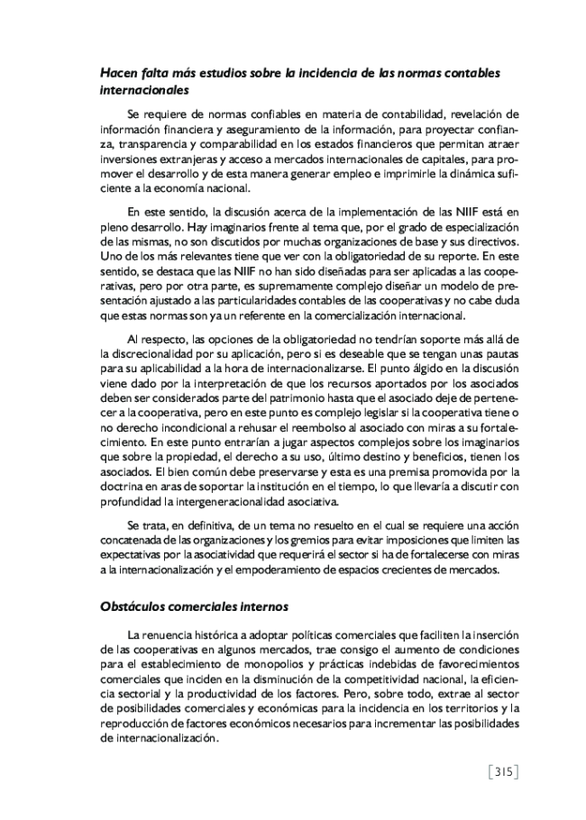 Hacen falta más estudios sobre la incidencia de las normas contables
internacionales
Se requiere de normas confiables en materia de contabilidad, revelación de
información financiera y aseguramiento de la información, para proyectar confian-
za, transparencia y comparabilidad en los estados financieros que permitan atraer
inversiones extranjeras y acceso a mercados internacionales de capitales, para pro-
mover el desarrollo y de esta manera generar empleo e imprimirle la dinámica sufi-
ciente a la economía nacional.
En este sentido, la discusión acerca de la implementación de las NIIF está en
pleno desarrollo. Hay imaginarios frente al tema que, por el grado de especialización
de las mismas, no son discutidos por muchas organizaciones de base y sus directivos.
Uno de los más relevantes tiene que ver con la obligatoriedad de su reporte. En este
sentido, se destaca que las NIIF no han sido diseñadas para ser aplicadas a las coope-
rativas, pero por otra parte, es supremamente complejo diseñar un modelo de pre-
sentación ajustado a las particularidades contables de las cooperativas y no cabe duda
que estas normas son ya un referente en la comercialización internacional.
Al respecto, las opciones de la obligatoriedad no tendrían soporte más allá de
la discrecionalidad por su aplicación, pero si es deseable que se tengan unas pautas
para su aplicabilidad a la hora de internacionalizarse. El punto álgido en la discusión
viene dado por la interpretación de que los recursos aportados por los asociados
deben ser considerados parte del patrimonio hasta que el asociado deje de pertene-
cer a la cooperativa, pero en este punto es complejo legislar si la cooperativa tiene o
no derecho incondicional a rehusar el reembolso al asociado con miras a su fortale-
cimiento. En este punto entrarían a jugar aspectos complejos sobre los imaginarios
que sobre la propiedad, el derecho a su uso, último destino y beneficios, tienen los
asociados. El bien común debe preservarse y esta es una premisa promovida por la
doctrina en aras de soportar la institución en el tiempo, lo que llevaría a discutir con
profundidad la intergeneracionalidad asociativa.
Se trata, en definitiva, de un tema no resuelto en el cual se requiere una acción
concatenada de las organizaciones y los gremios para evitar imposiciones que limiten las
expectativas por la asociatividad que requerirá el sector si ha de fortalecerse con miras
a la internacionalización y el empoderamiento de espacios crecientes de mercados.
Obstáculos comerciales internos
La renuencia histórica a adoptar políticas comerciales que faciliten la inserción
de las cooperativas en algunos mercados, trae consigo el aumento de condiciones
para el establecimiento de monopolios y prácticas indebidas de favorecimientos
comerciales que inciden en la disminución de la competitividad nacional, la eficien-
cia sectorial y la productividad de los factores. Pero, sobre todo, extrae al sector
de posibilidades comerciales y económicas para la incidencia en los territorios y la
reproducción de factores económicos necesarios para incrementar las posibilidades
de internacionalización.
[315]